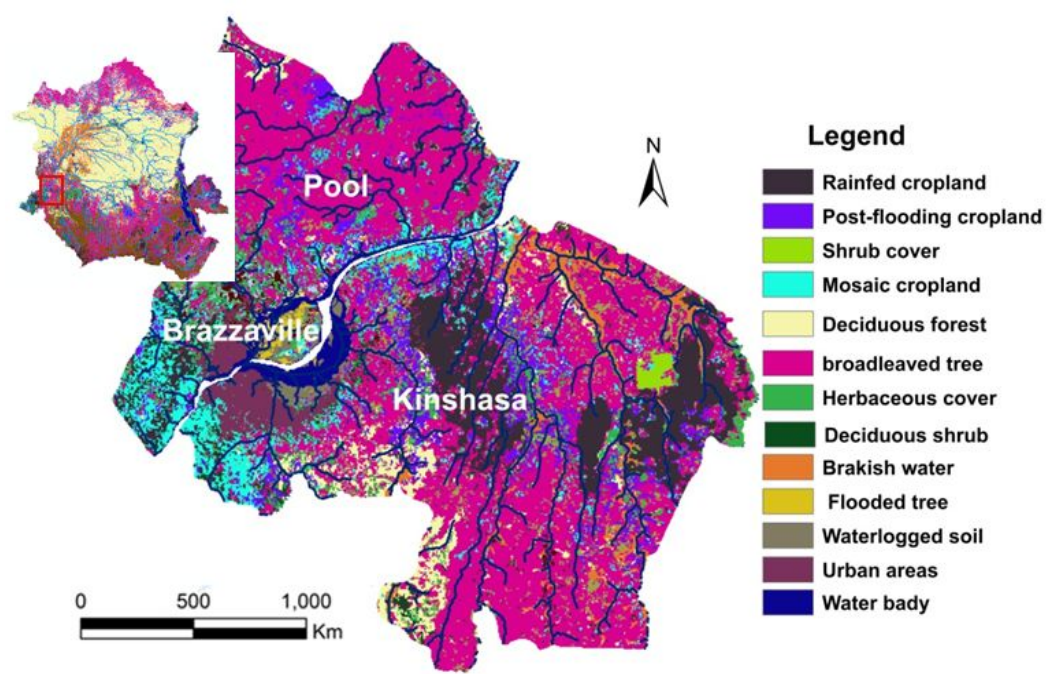 Pool
Brazzaville
Kinshasa
N
Legend
Rainfed cropland
Post-flooding cropland
Shrub cover
Mosaic cropland
Deciduous forest
broadleaved tree
Herbaceous cover
Deciduous shrub
Brakish water
Flooded tree
Waterlogged soil
Urban areas
Water bady
0 500 1,000
Km